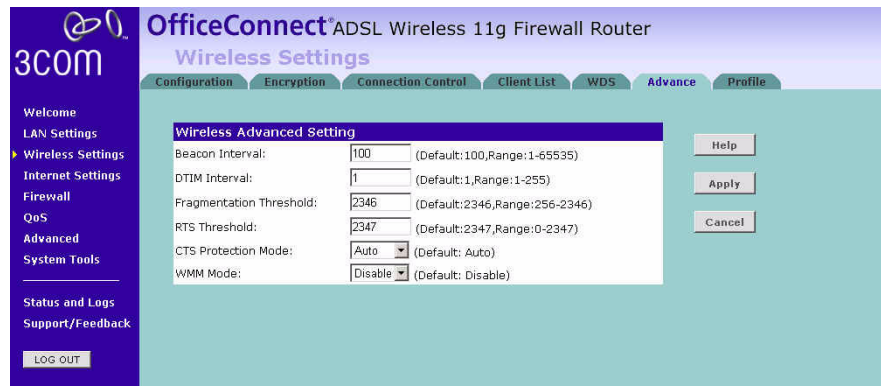 3COM
OfficeConnect® ADSL Wireless 11g Firewall Router
Wireless Settings
Configuration Encryption Connection Control Client List WDS Advance Profile
Welcome
LAN Settings
Wireless Settings
Internet Settings
Firewall
QoS
Advanced
System Tools
Status and Logs
Support/Feedback
LOG OUT
Wireless Advanced Setting
Beacon Interval: 100 (Default:100,Range:1-65535)
DTIM Interval: 1 (Default:1,Range:1-255)
Fragmentation Threshold: 2346 (Default:2346,Range:256-2346)
RTS Threshold: 2347 (Default:2347,Range:0-2347)
CTS Protection Mode: Auto (Default: Auto)
WMM Mode: Disable (Default: Disable)
Help
Apply
Cancel